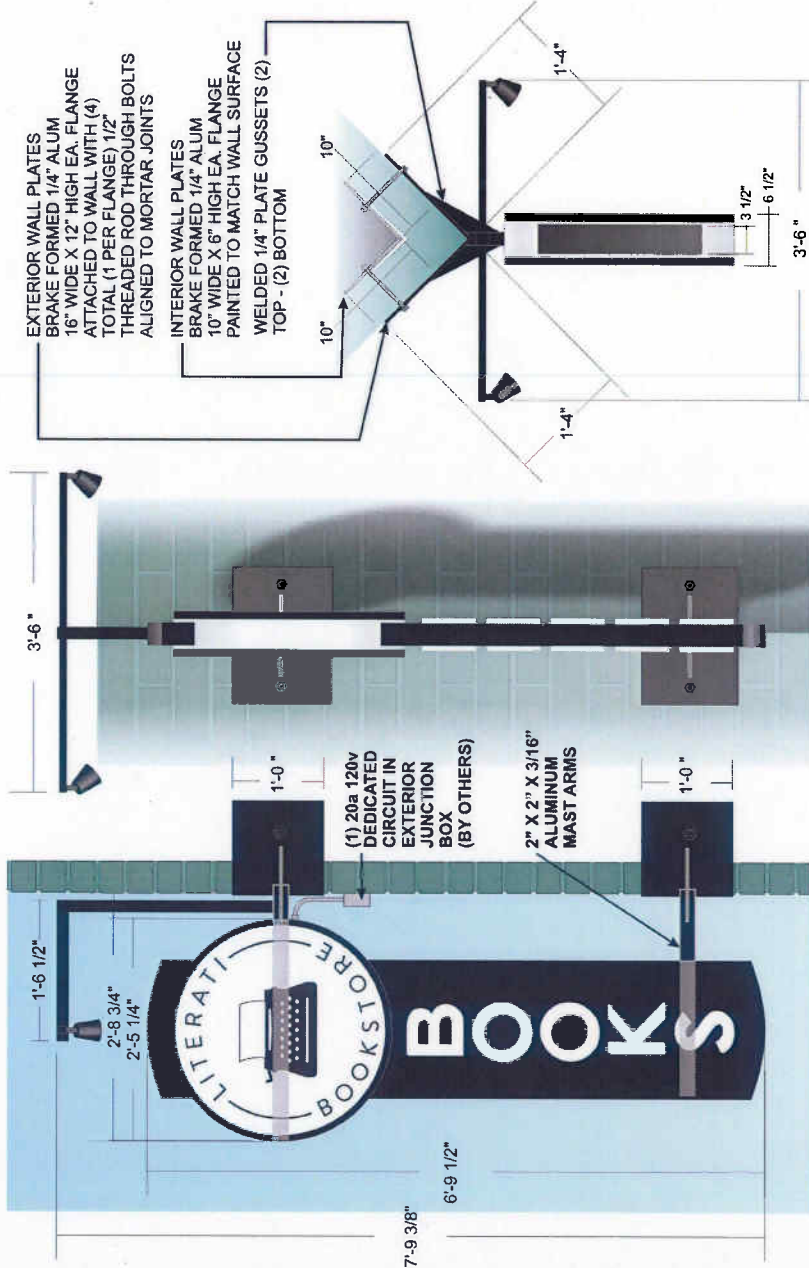 EXTERIOR WALL PLATES
BRAKE FORMED 1/4" ALUM
16" WIDE X 12" HIGH EA. FLANGE
ATTACHED TO WALL WITH (4)
TOTAL (1 PER FLANGE) 1/2"
THREADED ROD THROUGH BOLTS
ALIGNED TO MORTAR JOINTS
INTERIOR WALL PLATES
BRAKE FORMED 1/4" ALUM
10" WIDE X 6" HIGH EA. FLANGE
PAINTED TO MATCH WALL SURFACE
WELDED 1/4" PLATE GUSSETS (2)
TOP - (2) BOTTOM
10"
10"
1'-4"
1'-4"
3 1/2"
6 1/2"
3'-6"
3'-6"
1'-0"
1'-0"
(1) 20a 120v
DEDICATED
CIRCUIT IN
EXTERIOR
JUNCTION
BOX
(BY OTHERS)
2" X 2" X 3/16"
ALUMINUM
MAST ARMS
1'-6 1/2"
2'-8 3/4"
2'-5 1/4"
LITERATI
BOOKSTORE
BOOKS
6'-9 1/2"
7'-9 3/8"